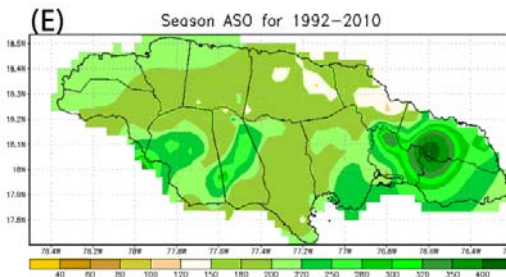 (E)
Season ASO for 1992-2010
18.5N
18.4N
18.3N
18.2N
18.1N
18N
17.9N
17.8N
78.4W 78.2W 78W 77.8W 77.6W 77.4W 77.2W 77W 76.8W 76.6W 76.4W
40 60 80 100 120 150 180 200 220 250 280 300 320 350 400